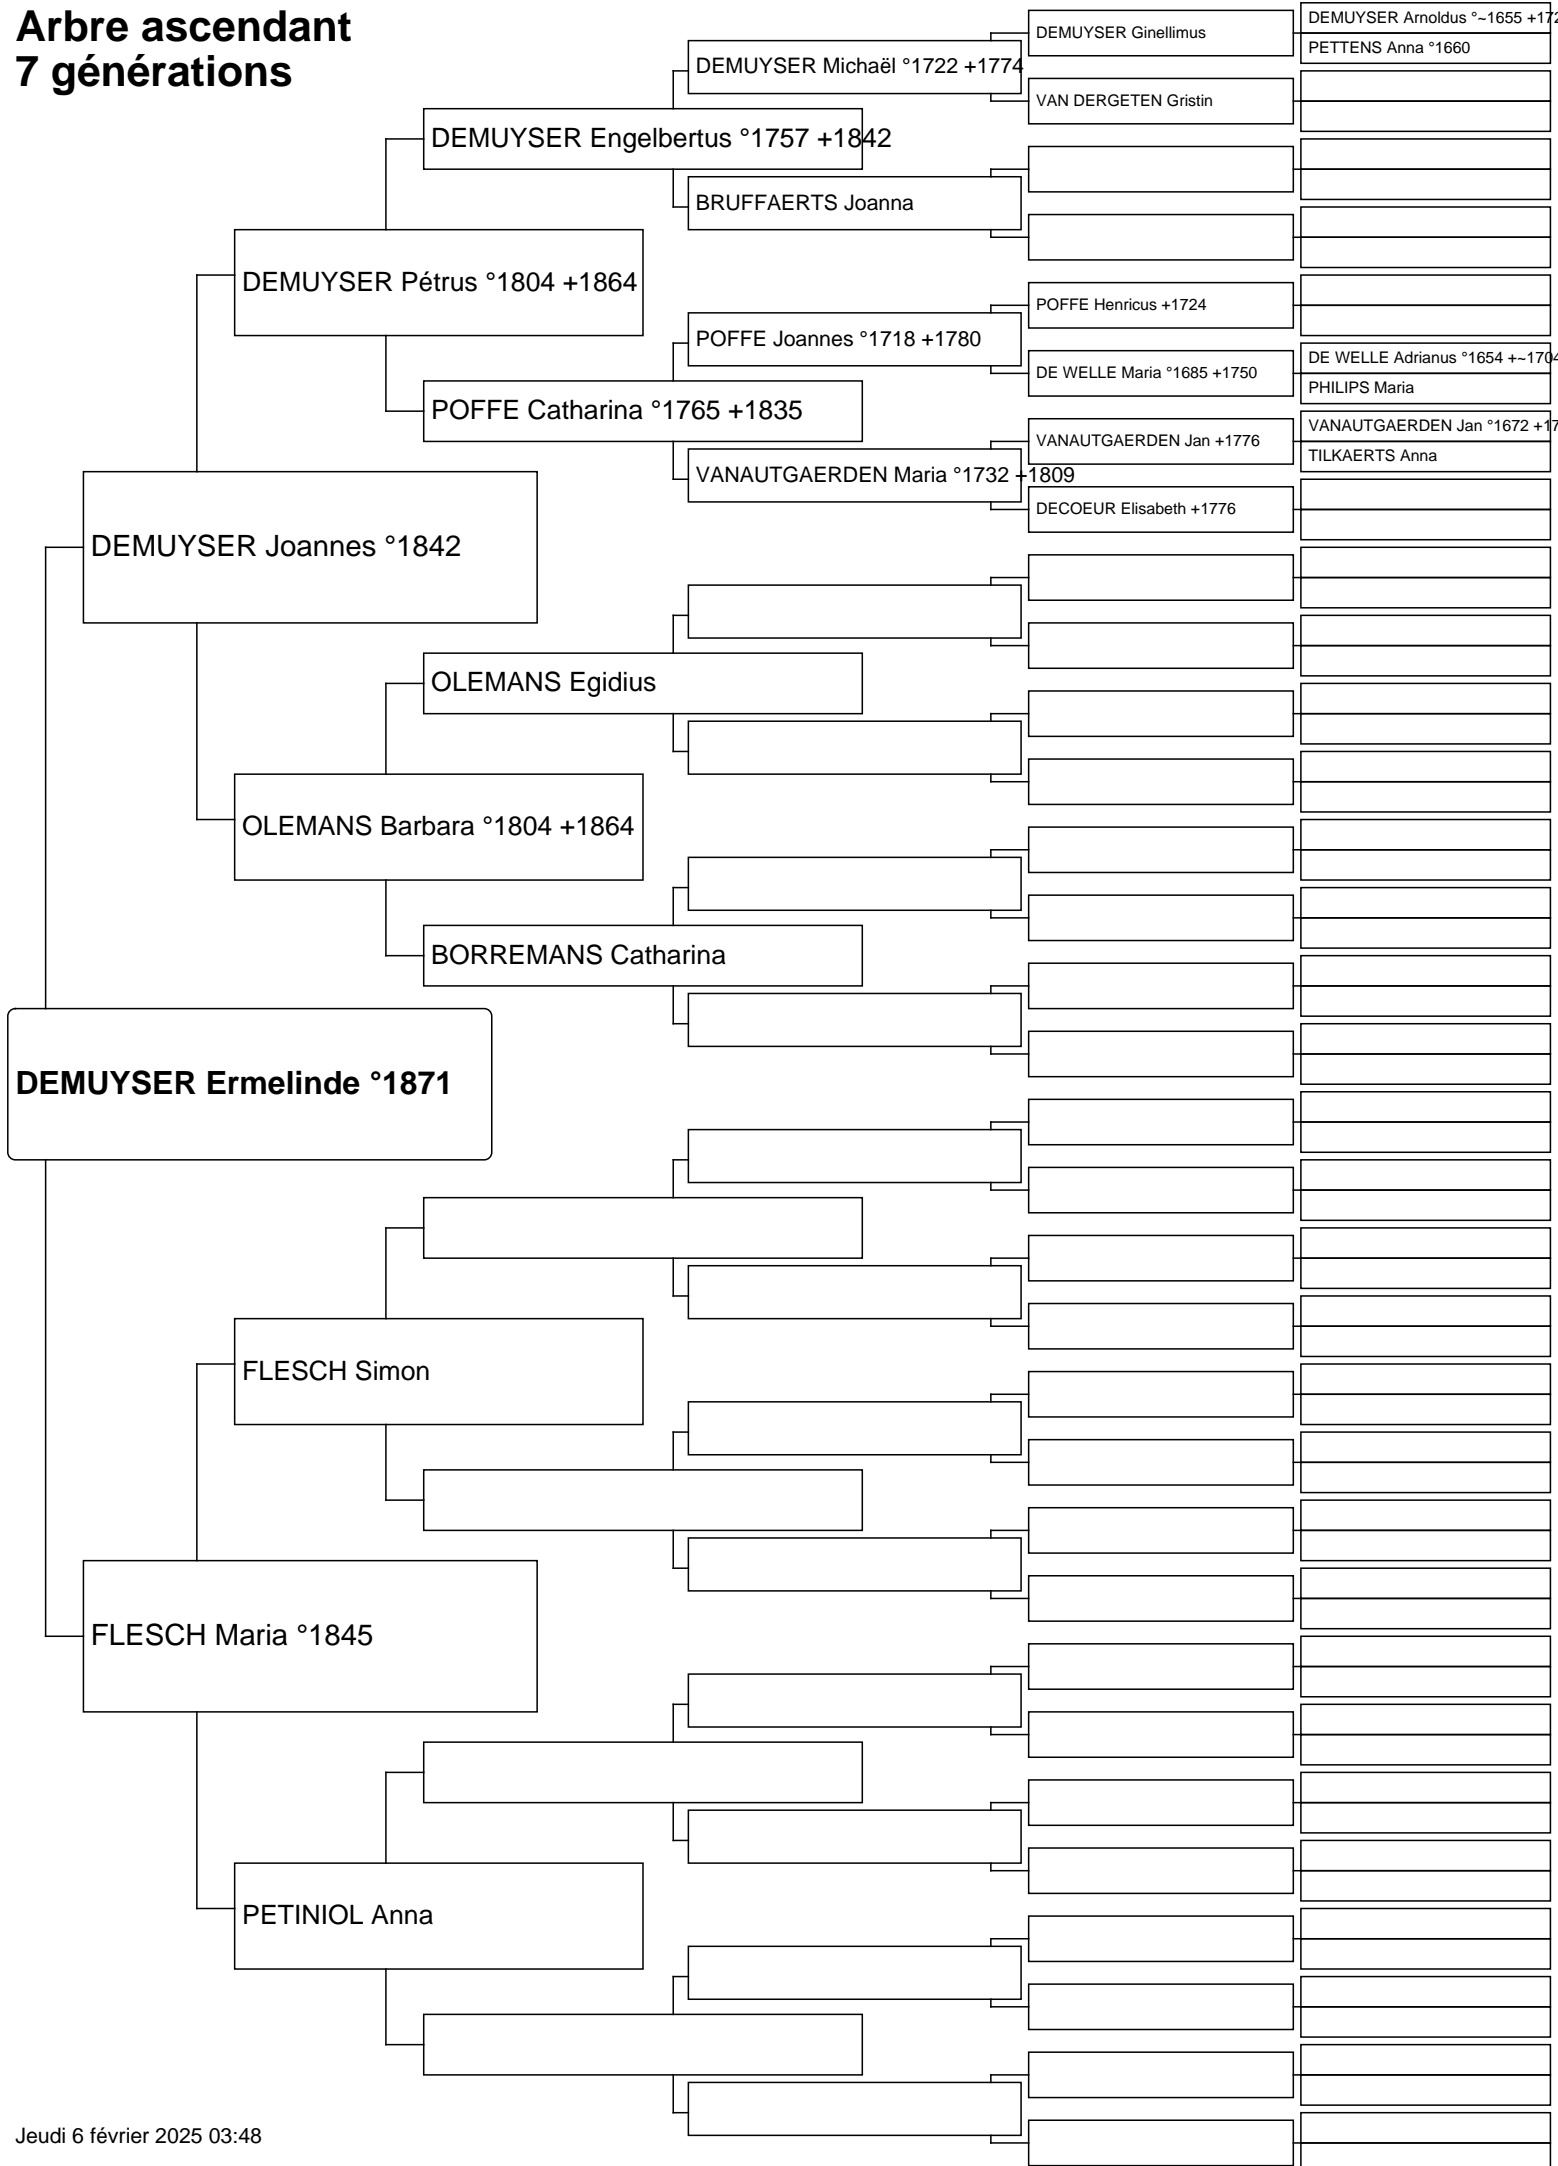 Arbre ascendant
7 générations
DEMUYSER Ermelinde °1871
DEMUYSER Joannes °1842
FLESCH Maria °1845
DEMUYSER Pétrus °1804 +1864
OLEMANS Barbara °1804 +1864
FLESCH Simon
PETINIOL Anna
DEMUYSER Engelbertus °1757 +1842
POFFE Catharina °1765 +1835
OLEMANS Egidius
BORREMANS Catharina
DEMUYSER Michaël °1722 +1774
BRUFFAERTS Joanna
POFFE Joannes °1718 +1780
VANAUTGAERDEN Maria °1732 +1809
DEMUYSER Ginellimus
VAN DERGETEN Gristin
POFFE Henricus +1724
DE WELLE Maria °1685 +1750
VANAUTGAERDEN Jan +1776
DECOEUR Elisabeth +1776
DEMUYSER Arnoldus °~1655
PETTENS Anna °1660
DE WELLE Adrianus °1654 +~1704
PHILIPS Maria
VANAUTGAERDEN Jan °1672
TILKAERTS Anna
Jeudi 6 février 2025 03:48